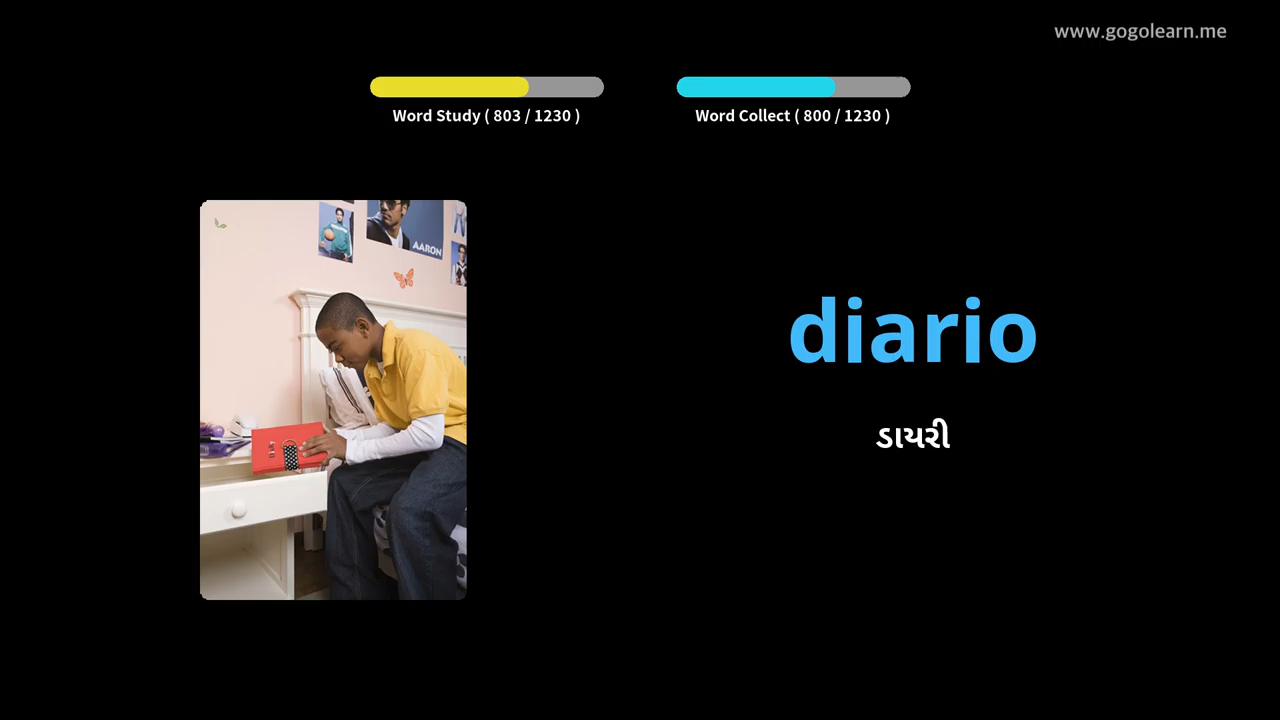 www.gogolearn.me
Word Study ( 803 / 1230 )
Word Collect ( 800 / 1230 )
AARON
diario
ડાયરી